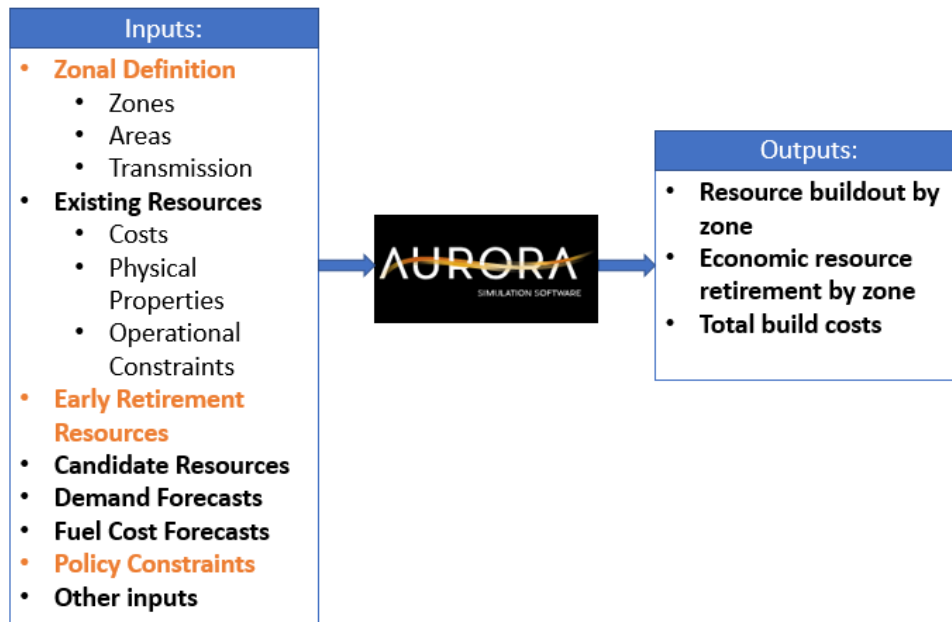 Inputs:
• Zonal Definition
• Zones
• Areas
• Transmission
• Existing Resources
• Costs
• Physical
Properties
• Operational
Constraints
• Early Retirement
Resources
• Candidate Resources
• Demand Forecasts
• Fuel Cost Forecasts
• Policy Constraints
• Other inputs
AURORA
SIMULATION SOFTWARE
Outputs:
• Resource buildout by
zone
• Economic resource
retirement by zone
• Total build costs